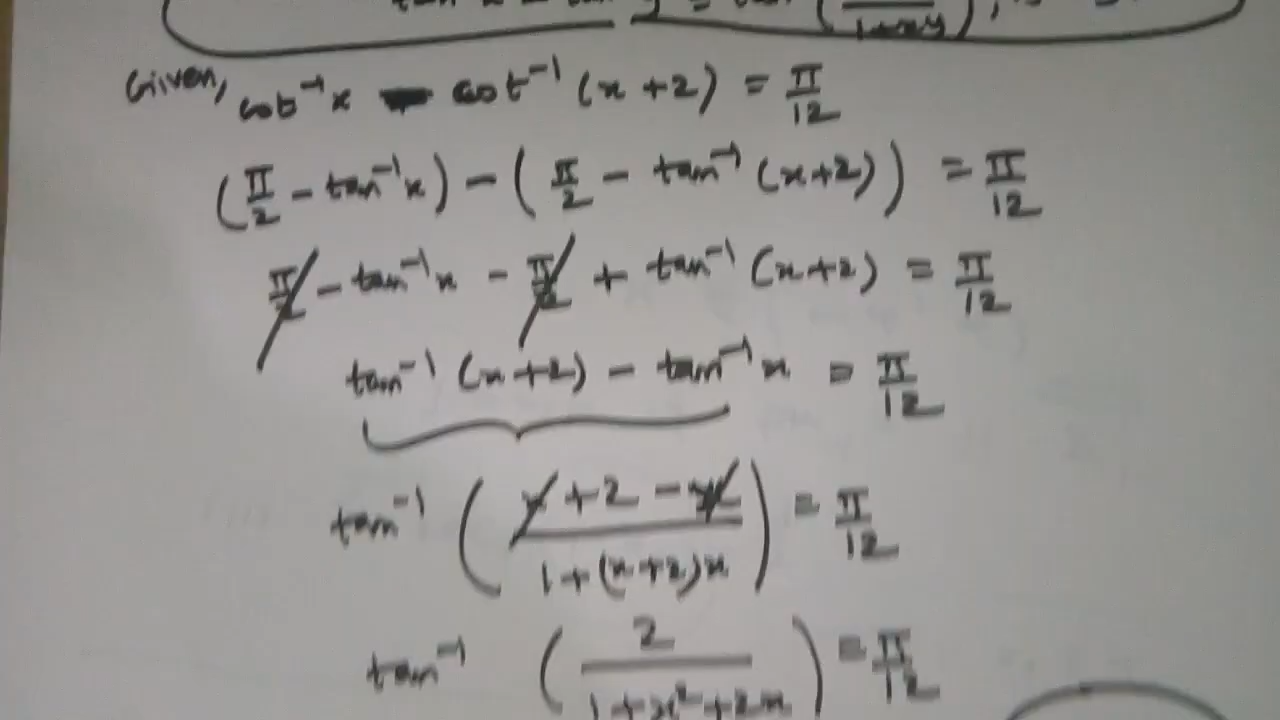 1+xy
Given, cot⁻¹x - cot⁻¹(x+2) = π/12
(π/2 - tan⁻¹x) - (π/2 - tan⁻¹(x+2)) = π/12
π/2 - tan⁻¹x - π/2 + tan⁻¹(x+2) = π/12
tan⁻¹(x+2) - tan⁻¹x = π/12
tan⁻¹((x+2-x)/(1+(x+2)x)) = π/12
tan⁻¹(2/(1+x²+2x)) = π/12